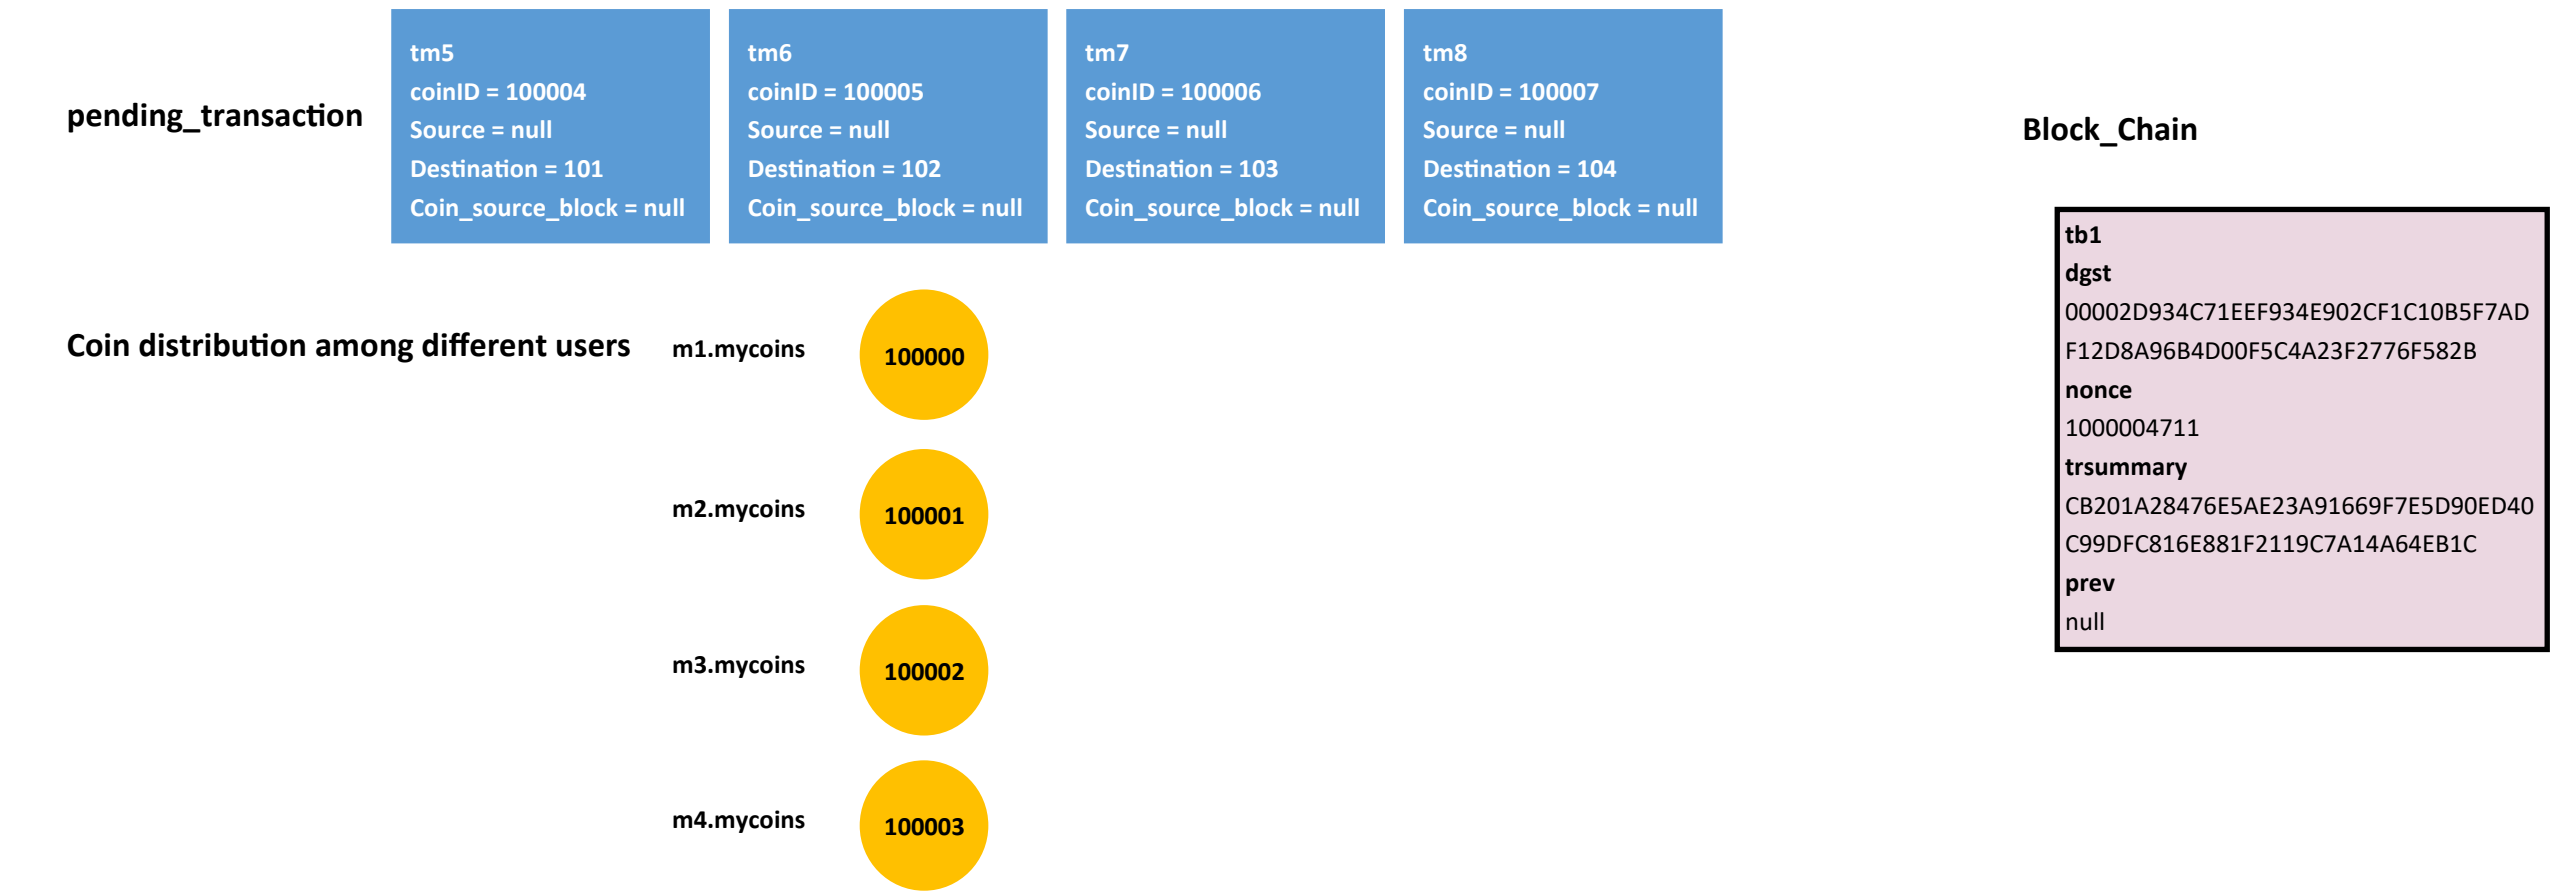 pending_transaction
tm5
coinID = 100004
Source = null
Destination = 101
Coin_source_block = null
tm6
coinID = 100005
Source = null
Destination = 102
Coin_source_block = null
tm7
coinID = 100006
Source = null
Destination = 103
Coin_source_block = null
tm8
coinID = 100007
Source = null
Destination = 104
Coin_source_block = null
Coin distribution among different users
m1.mycoins
100000
m2.mycoins
100001
m3.mycoins
100002
m4.mycoins
100003
Block_Chain
tb1
dgst
00002D934C71EEF934E902CF1C10B5F7AD
F12D8A96B4D00F5C4A23F2776F582B
nonce
1000004711
trsummary
CB201A28476E5AE23A91669F7E5D90ED40
C99DFC816E881F2119C7A14A64EB1C
prev
null